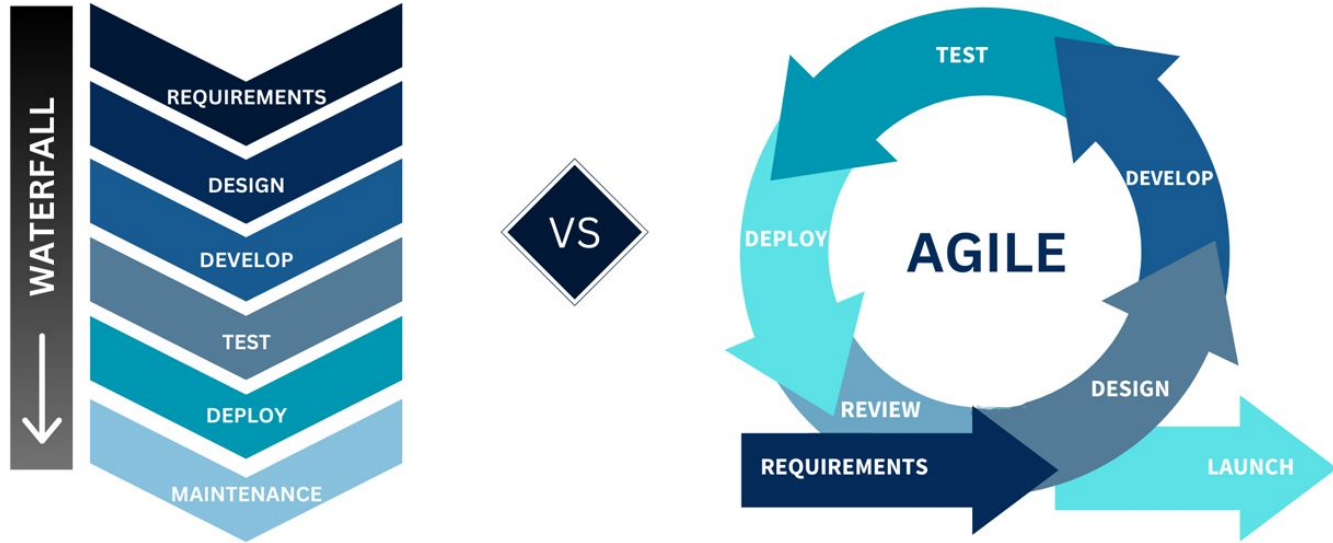 WATERFALL
REQUIREMENTS
DESIGN
DEVELOP
TEST
DEPLOY
MAINTENANCE
VS
AGILE
REQUIREMENTS
DESIGN
DEVELOP
TEST
DEPLOY
REVIEW
LAUNCH